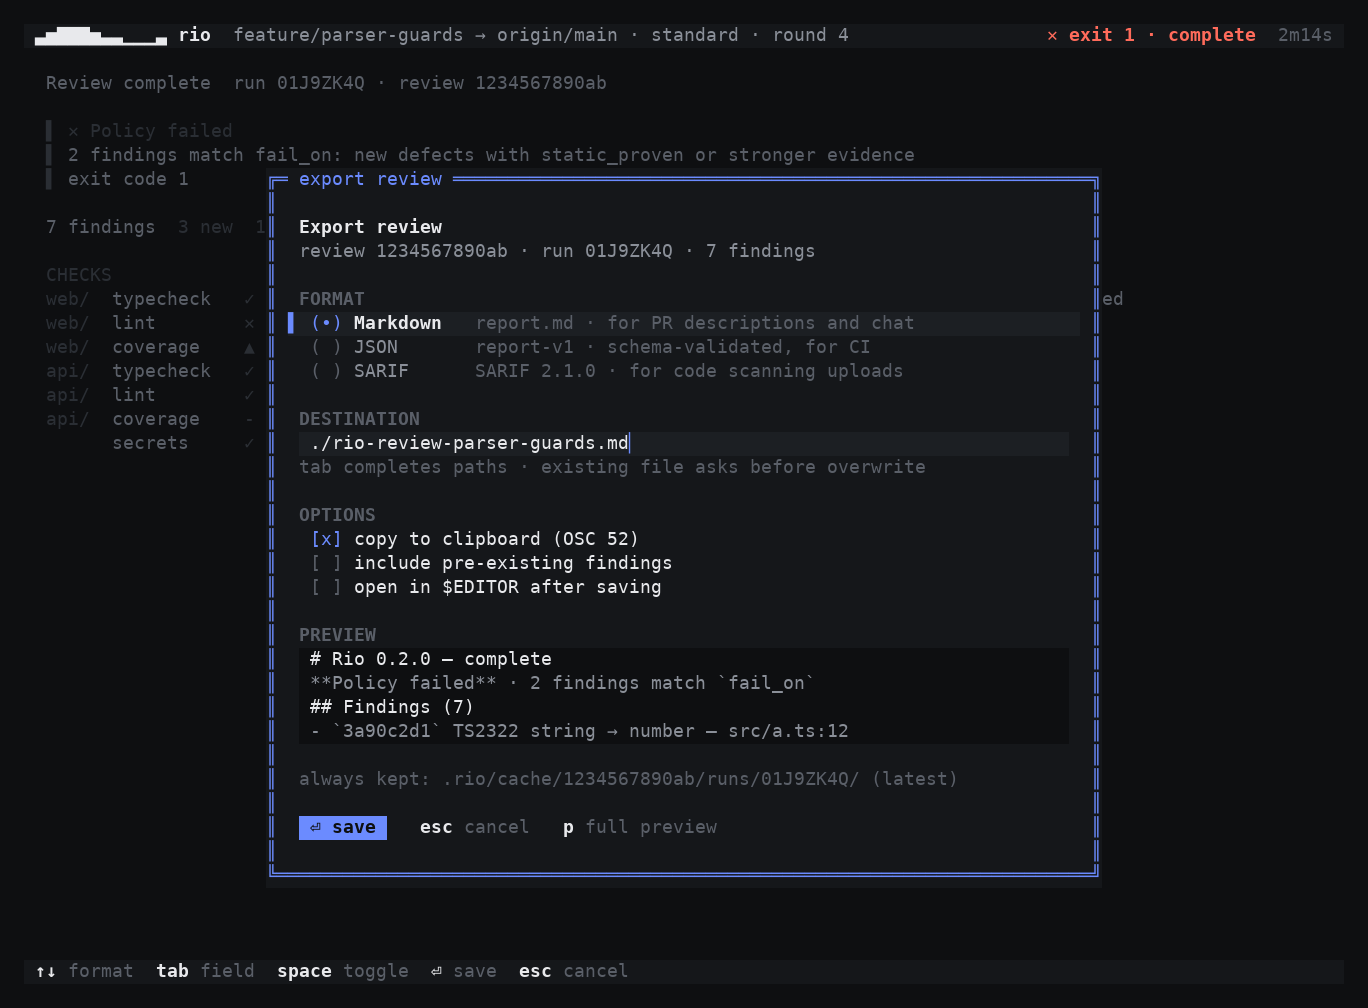 rio feature/parser-guards → origin/main · standard · round 4 × exit 1 · complete 2m14s
Review complete run 01J9ZK4Q · review 1234567890ab
× Policy failed
2 findings match fail_on: new defects with static_proven or stronger evidence
exit code 1
export review
7 findings 3 new 1
Export review
review 1234567890ab · run 01J9ZK4Q · 7 findings
CHECKS
web/ typecheck ✓
web/ lint ×
web/ coverage ▲
api/ typecheck ✓
api/ lint ✓
api/ coverage -
secrets ✓
ed
FORMAT
(•) Markdown report.md · for PR descriptions and chat
( ) JSON report-v1 · schema-validated, for CI
( ) SARIF SARIF 2.1.0 · for code scanning uploads
DESTINATION
./rio-review-parser-guards.md
tab completes paths · existing file asks before overwrite
OPTIONS
[x] copy to clipboard (OSC 52)
[ ] include pre-existing findings
[ ] open in $EDITOR after saving
PREVIEW
# Rio 0.2.0 — complete
**Policy failed** · 2 findings match `fail_on`
## Findings (7)
- `3a90c2d1` TS2322 string → number — src/a.ts:12
always kept: .rio/cache/1234567890ab/runs/01J9ZK4Q/ (latest)
⏎ save esc cancel p full preview
↑↓ format tab field space toggle ⏎ save esc cancel